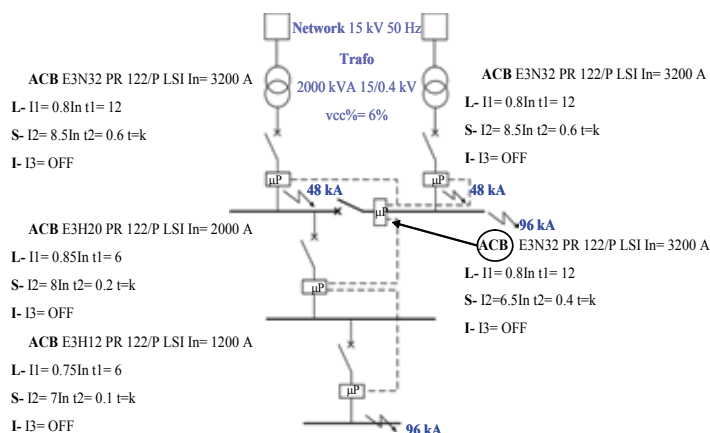 Network 15 kV 50 Hz
Trafo
2000 kVA 15/0.4 kV
vcc%= 6%
ACB E3N32 PR 122/P LSI In= 3200 A
L- I1= 0.8In t1= 12
S- I2= 8.5In t2= 0.6 t=k
I- I3= OFF
ACB E3N32 PR 122/P LSI In= 3200 A
L- I1= 0.8In t1= 12
S- I2= 8.5In t2= 0.6 t=k
I- I3= OFF
µP
µP
48 kA
48 kA
µP
96 kA
ACB E3H20 PR 122/P LSI In= 2000 A
L- I1= 0.85In t1= 6
S- I2= 8In t2= 0.2 t=k
I- I3= OFF
ACB E3N32 PR 122/P LSI In= 3200 A
L- I1= 0.8In t1= 12
S- I2=6.5In t2= 0.4 t=k
I- I3= OFF
µP
ACB E3H12 PR 122/P LSI In= 1200 A
L- I1= 0.75In t1= 6
S- I2= 7In t2= 0.1 t=k
I- I3= OFF
µP
96 kA